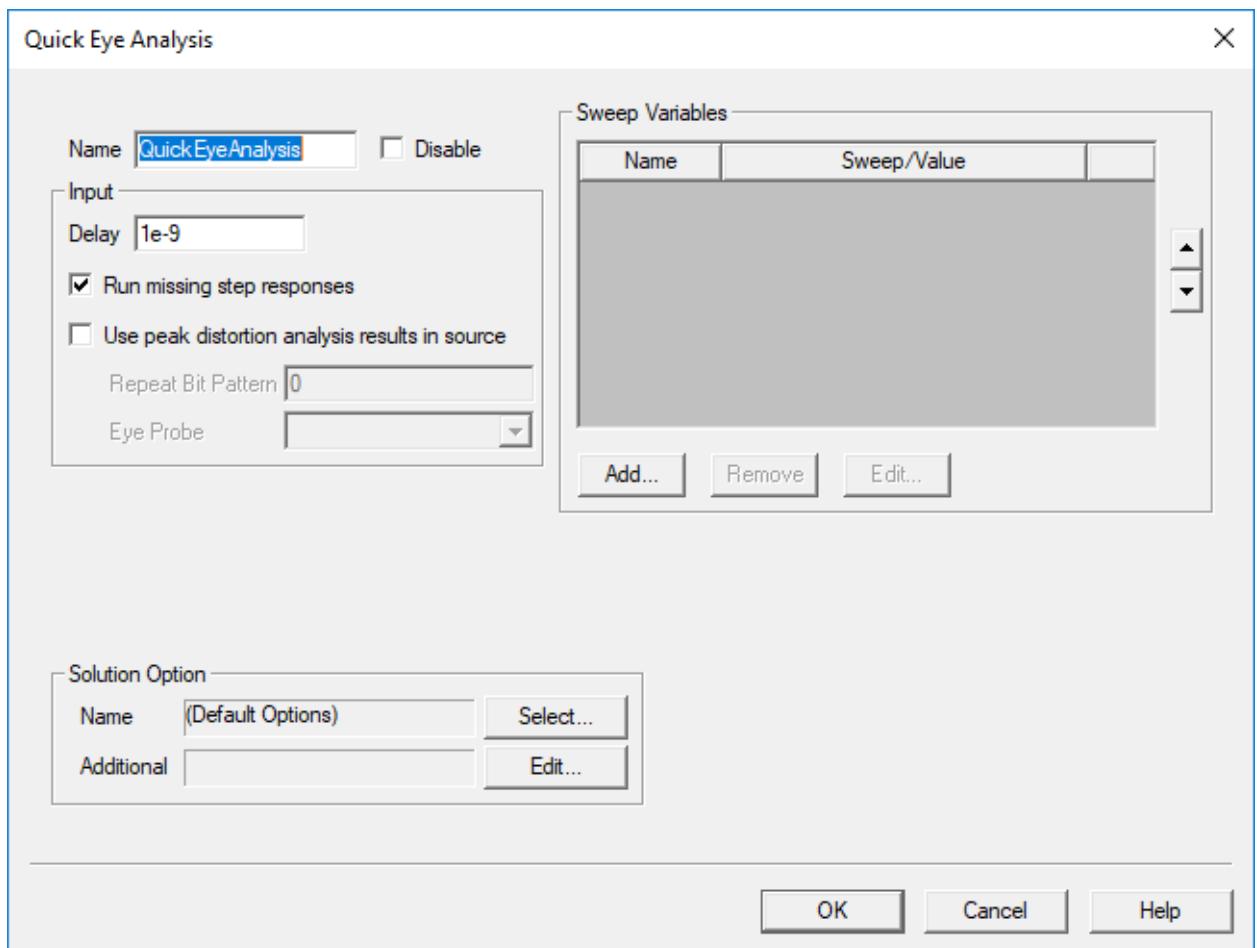 Quick Eye Analysis
Name QuickEyeAnalysis Disable
Input
Delay 1e-9
Run missing step responses
Use peak distortion analysis results in source
Repeat Bit Pattern 0
Eye Probe
Sweep Variables
Name Sweep/Value
Add... Remove Edit...
Solution Option
Name (Default Options) Select...
Additional Edit...
OK Cancel Help